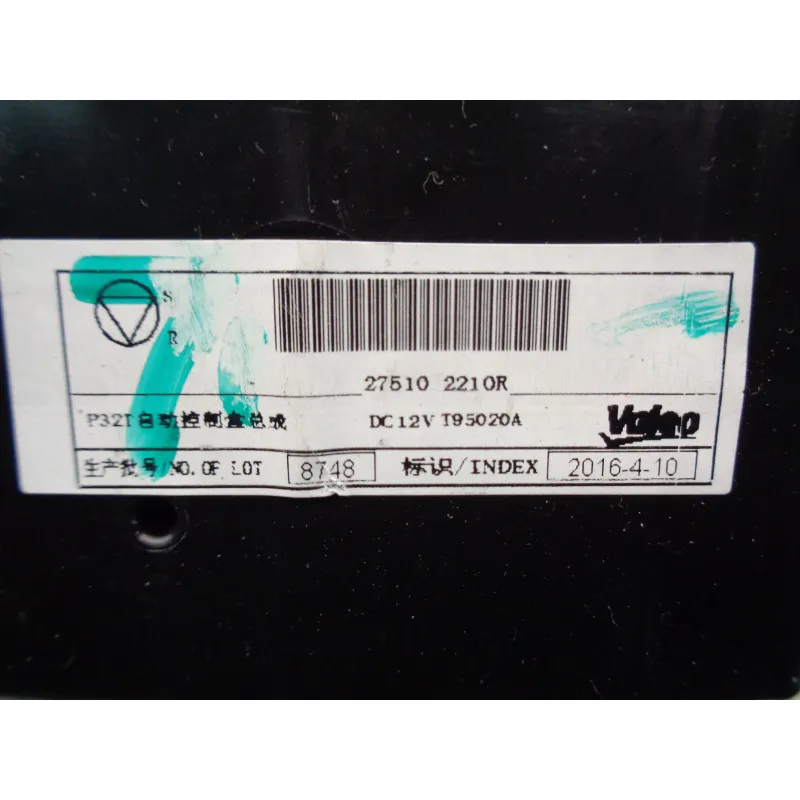 S
R
27510 2210R
P32T自动控制盒总成 DC12V T95020A Valeo
生产批号/NO.OF LOT 8748 标识/INDEX 2016-4-10